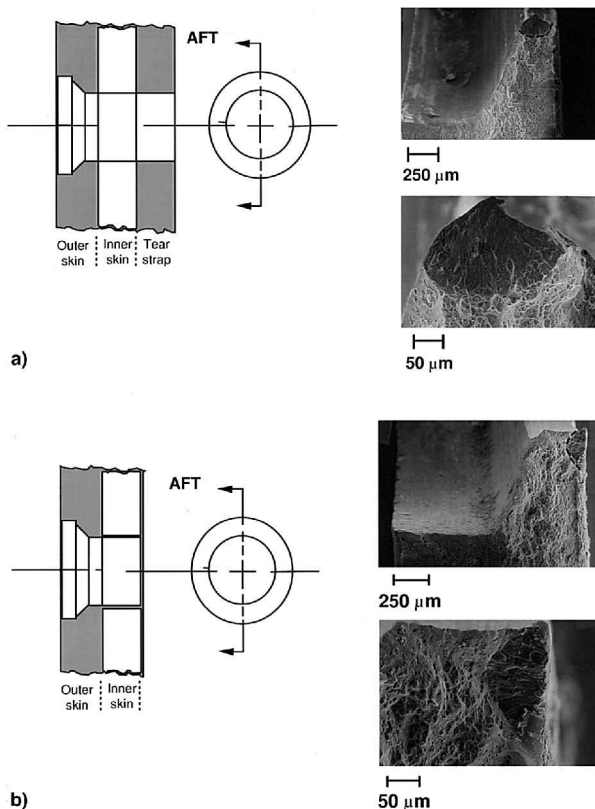 AFT
Outer skin
Inner skin
Tear strap
250 μm
50 μm
a)
AFT
Outer skin
Inner skin
250 μm
50 μm
b)